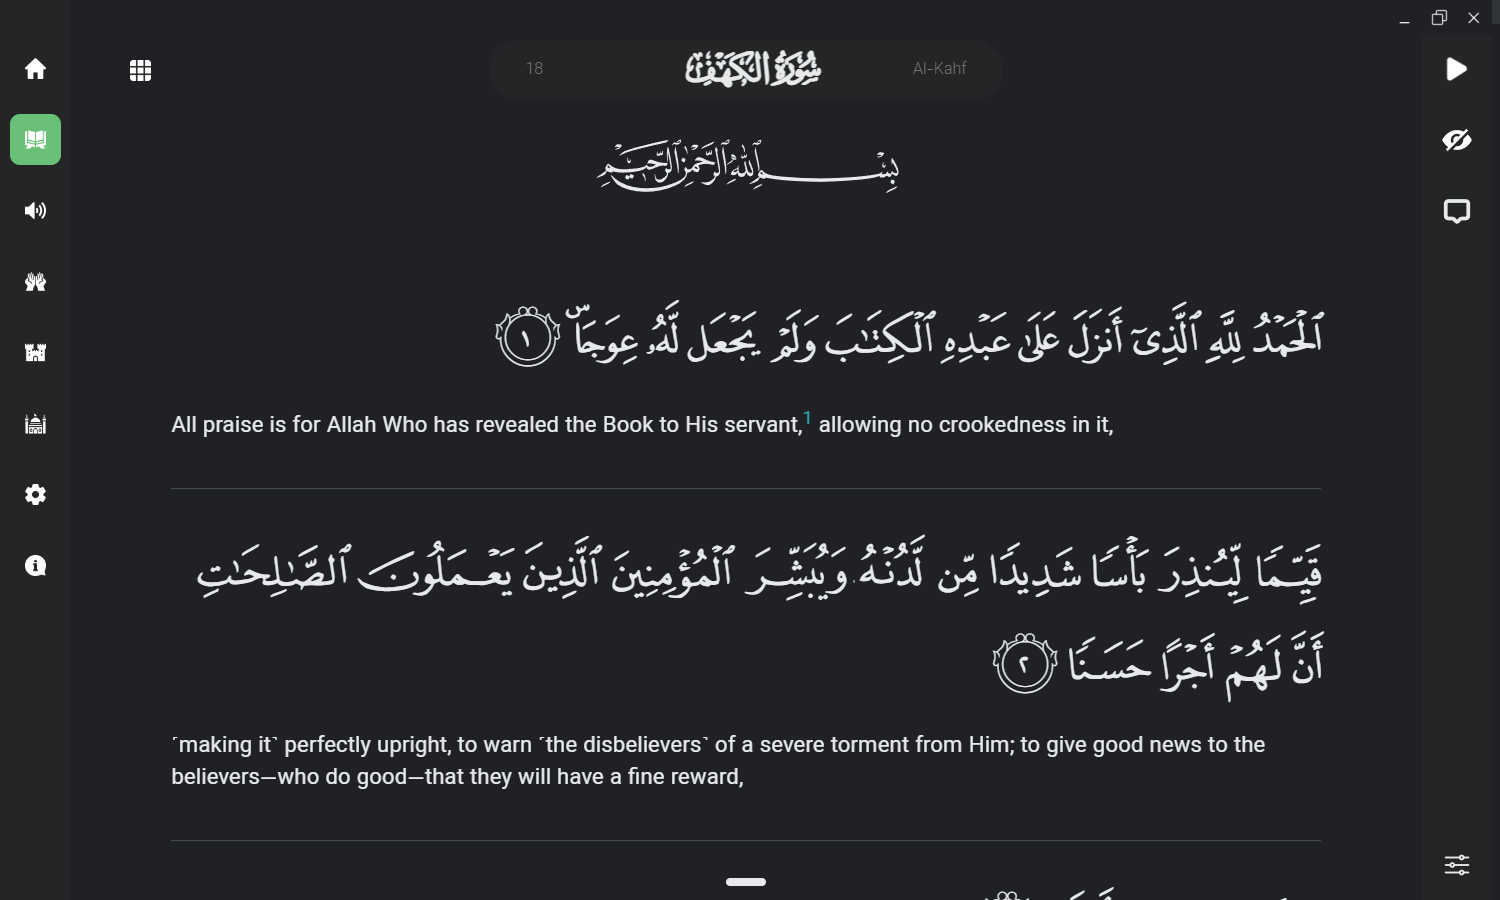 18 سُورَةُ الكَهۡفِ Al-Kahf
بِسۡمِ ٱللَّهِ ٱلرَّحۡمَٰنِ ٱلرَّحِيمِ
ٱلۡحَمۡدُ لِلَّهِ ٱلَّذِيٓ أَنزَلَ عَلَىٰ عَبۡدِهِ ٱلۡكِتَٰبَ وَلَمۡ يَجۡعَل لَّهُۥ عِوَجَاۜ ١
All praise is for Allah Who has revealed the Book to His servant,1 allowing no crookedness in it,
قَيِّمٗا لِّيُنذِرَ بَأۡسٗا شَدِيدٗا مِّن لَّدُنۡهُ وَيُبَشِّرَ ٱلۡمُؤۡمِنِينَ ٱلَّذِينَ يَعۡمَلُونَ ٱلصَّٰلِحَٰتِ
أَنَّ لَهُمۡ أَجۡرًا حَسَنٗا ٢
˹making it˺ perfectly upright, to warn ˹the disbelievers˺ of a severe torment from Him; to give good news to the
believers—who do good—that they will have a fine reward,